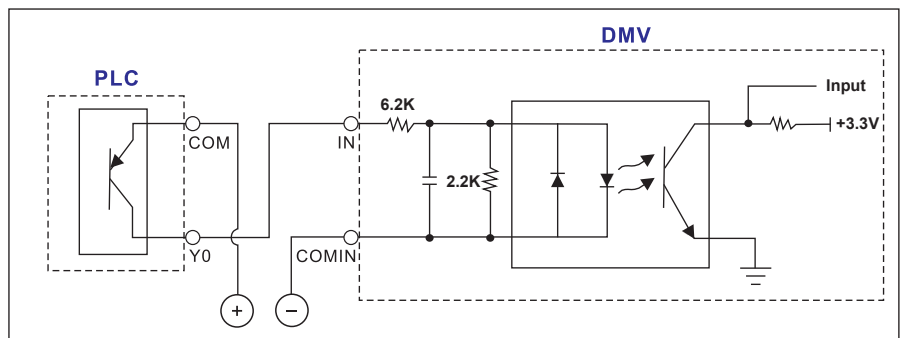 DMV
PLC
Input
6.2K
+3.3V
COM
IN
2.2K
Y0
COMIN
+
−